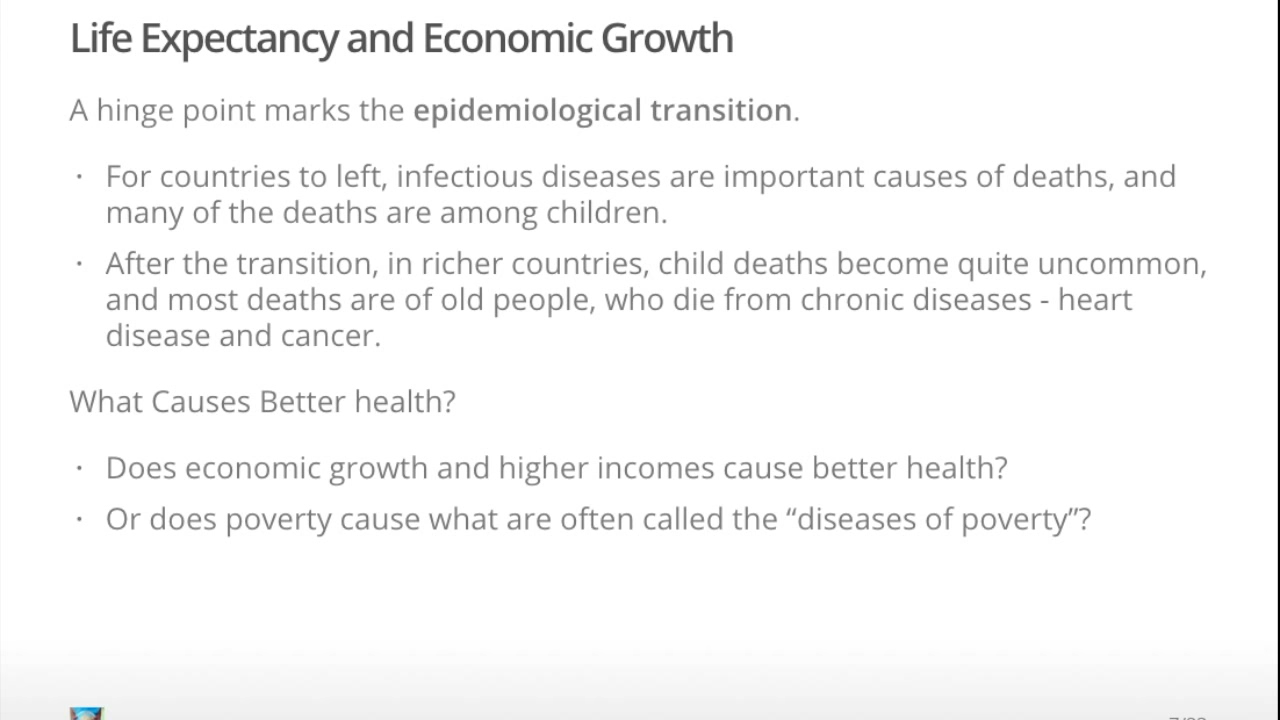 Life Expectancy and Economic Growth
A hinge point marks the epidemiological transition.
· For countries to left, infectious diseases are important causes of deaths, and
many of the deaths are among children.
· After the transition, in richer countries, child deaths become quite uncommon,
and most deaths are of old people, who die from chronic diseases - heart
disease and cancer.
What Causes Better health?
· Does economic growth and higher incomes cause better health?
· Or does poverty cause what are often called the “diseases of poverty”?